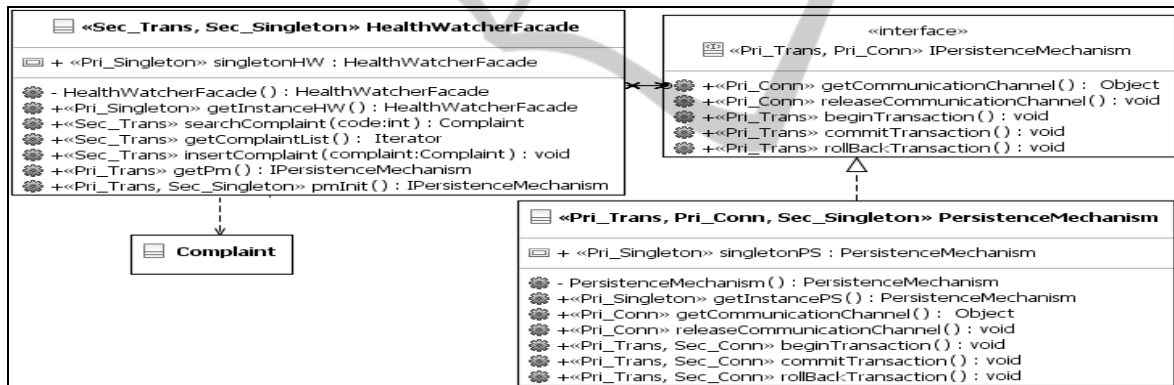 «Sec_Trans, Sec_Singleton» HealthWatcherFacade
+ «Pri_Singleton» singletonHW : HealthWatcherFacade
- HealthWatcherFacade() : HealthWatcherFacade
+«Pri_Singleton» getInstanceHW() : HealthWatcherFacade
+«Sec_Trans» searchComplaint(code:int) : Complaint
+«Sec_Trans» getComplaintList() : Iterator
+«Sec_Trans» insertComplaint(complaint:Complaint) : void
+«Pri_Trans» getPm() : IPersistenceMechanism
+«Pri_Trans, Sec_Singleton» pmInit() : IPersistenceMechanism
«interface»
«Pri_Trans, Pri_Conn» IPersistenceMechanism
+«Pri_Conn» getCommunicationChannel() : Object
+«Pri_Conn» releaseCommunicationChannel() : void
+«Pri_Trans» beginTransaction() : void
+«Pri_Trans» commitTransaction() : void
+«Pri_Trans» rollBackTransaction() : void
Complaint
«Pri_Trans, Pri_Conn, Sec_Singleton» PersistenceMechanism
+ «Pri_Singleton» singletonPS : PersistenceMechanism
- PersistenceMechanism() : PersistenceMechanism
+«Pri_Singleton» getInstancePS() : PersistenceMechanism
+«Pri_Conn» getCommunicationChannel() : Object
+«Pri_Conn» releaseCommunicationChannel() : void
+«Pri_Trans, Sec_Conn» beginTransaction() : void
+«Pri_Trans, Sec_Conn» commitTransaction() : void
+«Pri_Trans, Sec_Conn» rollBackTransaction() : void